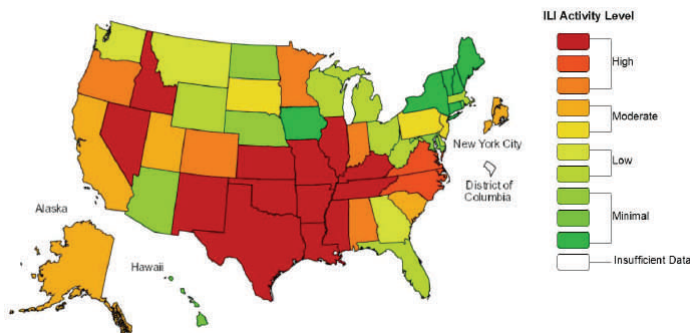 ILI Activity Level
High
Moderate
Low
Minimal
Insufficient Data
New York City
District of
Columbia
Alaska
Hawaii